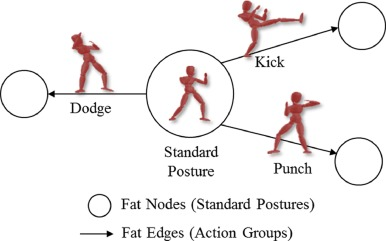 Kick
Dodge
Standard
Posture
Punch
Fat Nodes (Standard Postures)
Fat Edges (Action Groups)